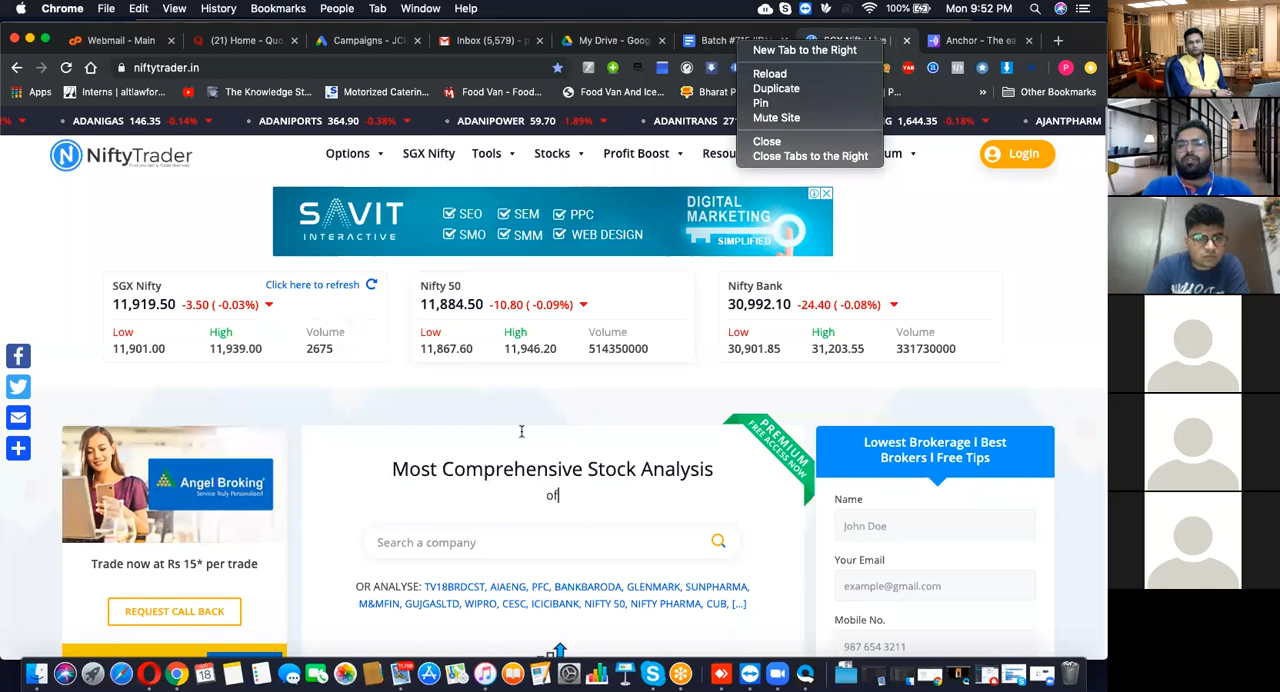 Chrome File Edit View History Bookmarks People Tab Window Help 100% Mon 9:52 PM
Webmail - Main
(21) Home - Quo
Campaigns - JC
Inbox (5,579) - p
My Drive - Goog
Anchor - The ea
niftytrader.in
Apps
Interns | altlawfor...
The Knowledge St...
Motorized Caterin...
Food Van - Food...
Food Van And Ice...
Bharat P
»
Other Bookmarks
New Tab to the Right
Reload
Duplicate
Pin
Mute Site
Close
Close Tabs to the Right
ADANIGAS 146.35 -0.14%
ADANIPORTS 364.90 -0.38%
ADANIPOWER 59.70 -1.89%
ADANITRANS 27
1,644.35 -0.18%
AJANTPHARM
NiftyTrader
Options
SGX Nifty
Tools
Stocks
Profit Boost
Resou
um
Login
SAVIT
INTERACTIVE
SEO SEM PPC
SMO SMM WEB DESIGN
DIGITAL
MARKETING
SIMPLIFIED
SGX Nifty
Click here to refresh
11,919.50 -3.50 (-0.03%)
Low High Volume
11,901.00 11,939.00 2675
Nifty 50
11,884.50 -10.80 (-0.09%)
Low High Volume
11,867.60 11,946.20 514350000
Nifty Bank
30,992.10 -24.40 (-0.08%)
Low High Volume
30,901.85 31,203.55 331730000
Angel Broking
Service Truly Personalized
Trade now at Rs 15* per trade
REQUEST CALL BACK
PREMIUM
FREE ACCESS NOW
Most Comprehensive Stock Analysis
of
Search a company
OR ANALYSE: TV18BRDCST, AIAENG, PFC, BANKBARODA, GLENMARK, SUNPHARMA,
M&MFIN, GUJGASLTD, WIPRO, CESC, ICICIBANK, NIFTY 50, NIFTY PHARMA, CUB, [...]
Lowest Brokerage l Best
Brokers l Free Tips
Name
John Doe
Your Email
example@gmail.com
Mobile No.
987 654 3211